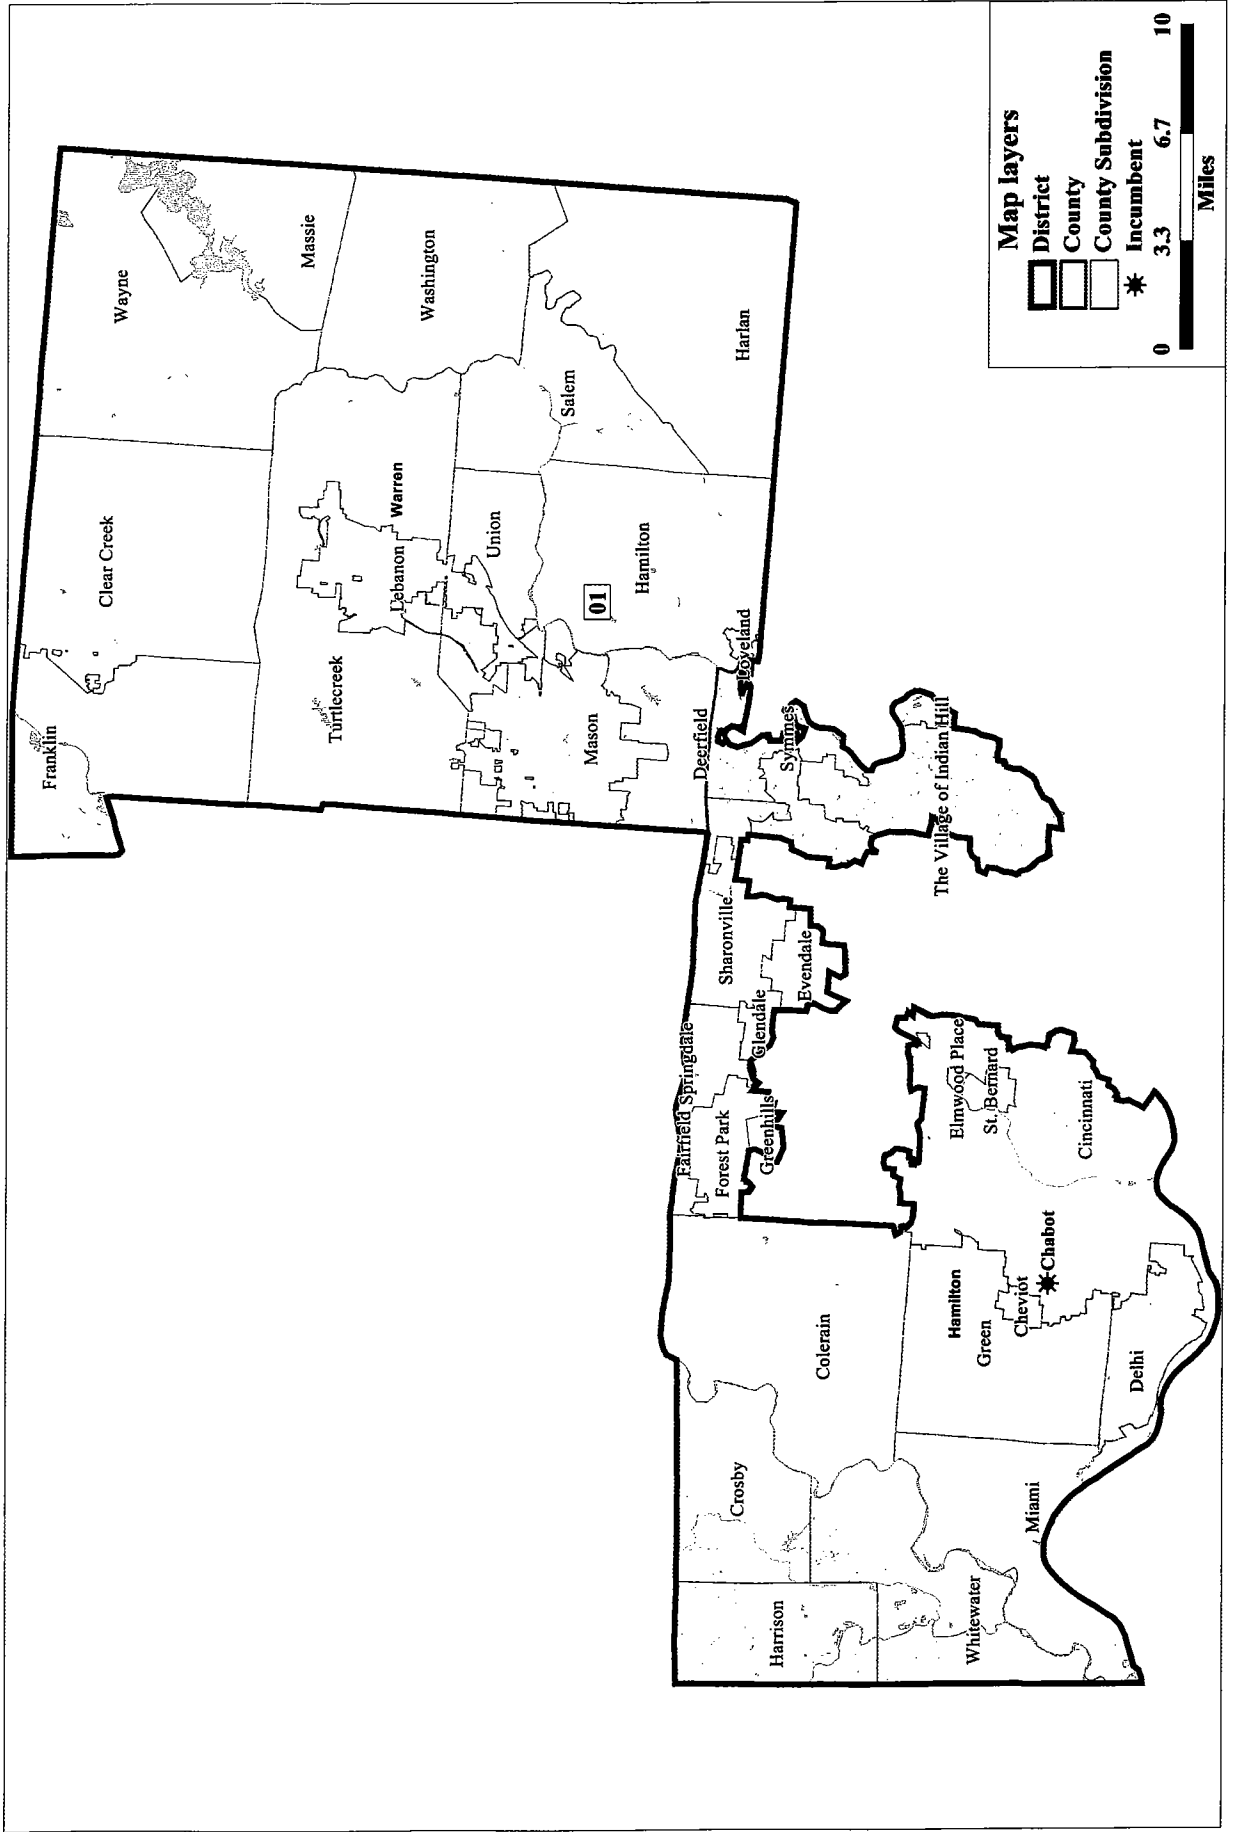 Wayne
Massie
Clear Creek
Franklin
Washington
Warren
Lebanon
Turtlecreek
Union
Salem
Harlan
Hamilton
01
Mason
Deerfield
Loveland
Symmes
The Village of Indian Hill
Sharonville
Evendale
Glendale
Springdale
Fairfield
Forest Park
Greenhills
Elmwood Place
St. Bernard
Cincinnati
Colerain
Hamilton
Green
Cheviot
Chabot
Delhi
Crosby
Miami
Harrison
Whitewater
Map layers
District
County
County Subdivision
Incumbent
0 3.3 6.7 10
Miles